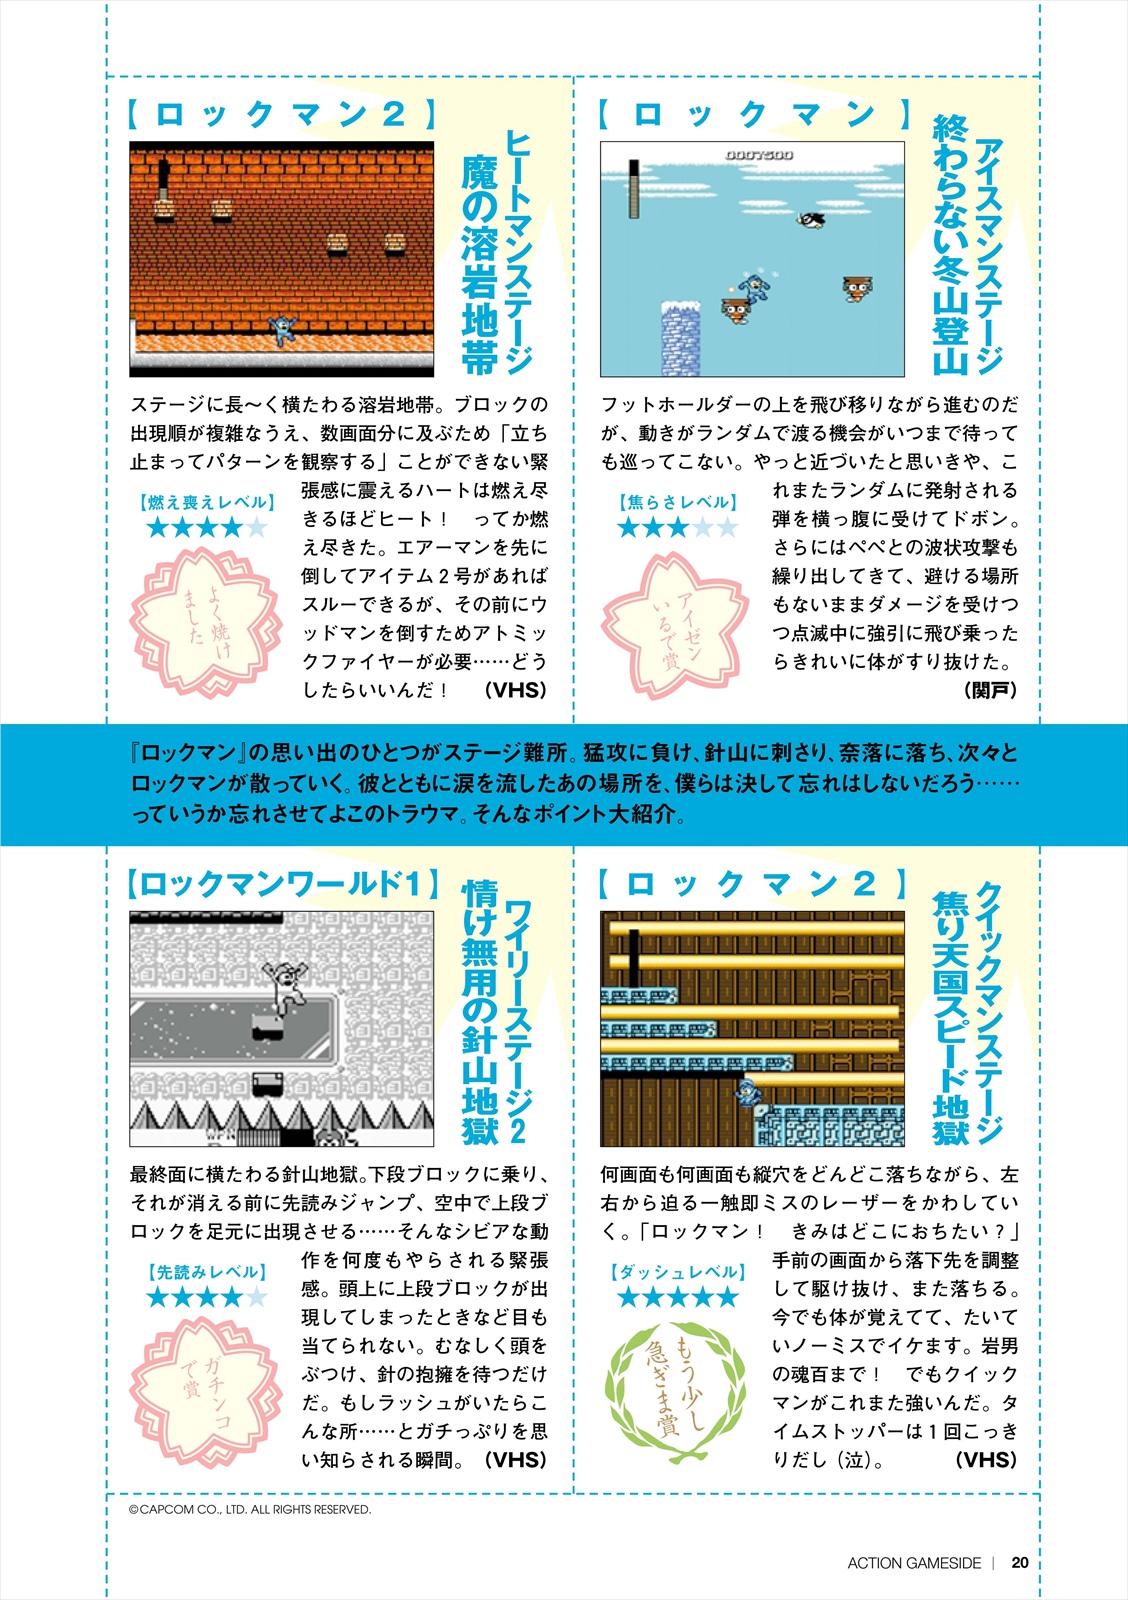 【ロックマン】
アイスマンステージ
終わらない冬山登山
0007500
フットホールダーの上を飛び移りながら進むのだ
が、動きがランダムで渡る機会がいつまで待って
も巡ってこない。やっと近づいたと思いきや、こ
れまたランダムに発射される
弾を横っ腹に受けてドボン。
さらにはペペとの波状攻撃も
繰り出してきて、避ける場所
もないままダメージを受けつ
つ点滅中に強引に飛び乗った
らきれいに体がすり抜けた。
（関戸）
【焦らさレベル】
★★★★★
アイゼン
いるで賞
【ロックマン２】
ヒートマンステージ
魔の溶岩地帯
ステージに長〜く横たわる溶岩地帯。ブロックの
出現順が複雑なうえ、数画面分に及ぶため「立ち
止まってパターンを観察する」ことができない緊
張感に震えるハートは燃え尽
きるほどヒート！　ってか燃
え尽きた。エアーマンを先に
倒してアイテム２号があれば
スルーできるが、その前にウ
ッドマンを倒すためアトミッ
クファイヤーが必要……どう
したらいいんだ！　（VHS）
【燃え喪えレベル】
★★★★★
よく焼け
ました
『ロックマン』の思い出のひとつがステージ難所。猛攻に負け、針山に刺さり、奈落に落ち、次々と
ロックマンが散っていく。彼とともに涙を流したあの場所を、僕らは決して忘れはしないだろう……
っていうか忘れさせてよこのトラウマ。そんなポイント大紹介。
【ロックマン２】
クイックマンステージ
焦り天国スピード地獄
何画面も何画面も縦穴をどんどこ落ちながら、左
右から迫る一触即ミスのレーザーをかわしてい
く。「ロックマン！　きみはどこにおちたい？」
手前の画面から落下先を調整
して駆け抜け、また落ちる。
今でも体が覚えてて、たいて
いノーミスでイケます。岩男
の魂百まで！　でもクイック
マンがこれまた強いんだ。タ
イムストッパーは１回こっき
りだし（泣）。　（VHS）
【ダッシュレベル】
★★★★★
もう少し
急ぎま賞
【ロックマンワールド１】
ワイリーステージ２
情け無用の針山地獄
最終面に横たわる針山地獄。下段ブロックに乗り、
それが消える前に先読みジャンプ、空中で上段ブ
ロックを足元に出現させる……そんなシビアな動
作を何度もやらされる緊張
感。頭上に上段ブロックが出
現してしまったときなど目も
当てられない。むなしく頭を
ぶつけ、針の抱擁を待つだけ
だ。もしラッシュがいたらこ
んな所……とガチっぷりを思
い知らされる瞬間。（VHS）
【先読みレベル】
★★★★★
ガチンコ
で賞
©CAPCOM CO., LTD. ALL RIGHTS RESERVED.
ACTION GAMESIDE | 20